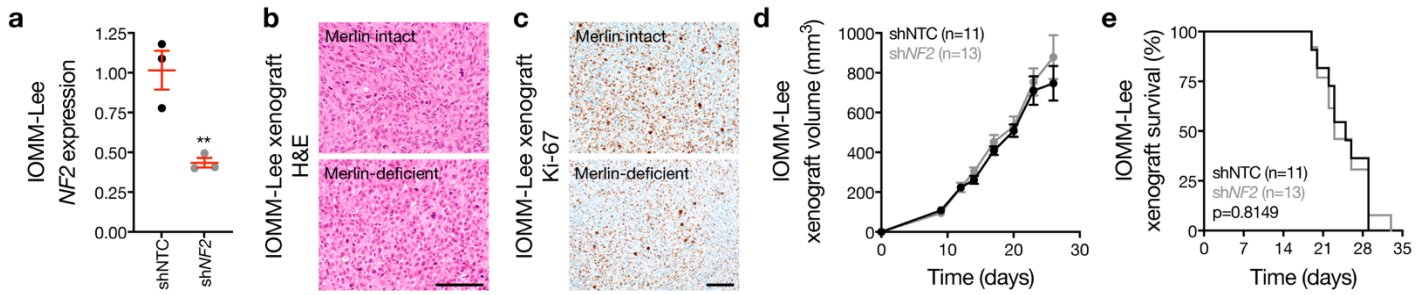 a
IOMM-Lee
NF2 expression
1.25
1.00
0.75
0.50
0.25
0.00
**
shNTC
shNF2
b
IOMM-Lee xenograft
H&E
Merlin intact
Merlin-deficient
c
IOMM-Lee xenograft
Ki-67
Merlin intact
Merlin-deficient
d
IOMM-Lee
xenograft volume (mm³)
1000
800
600
400
200
0
shNTC (n=11)
shNF2 (n=13)
0 10 20 30
Time (days)
e
IOMM-Lee
xenograft survival (%)
100
75
50
25
0
shNTC (n=11)
shNF2 (n=13)
p=0.8149
0 7 14 21 28 35
Time (days)